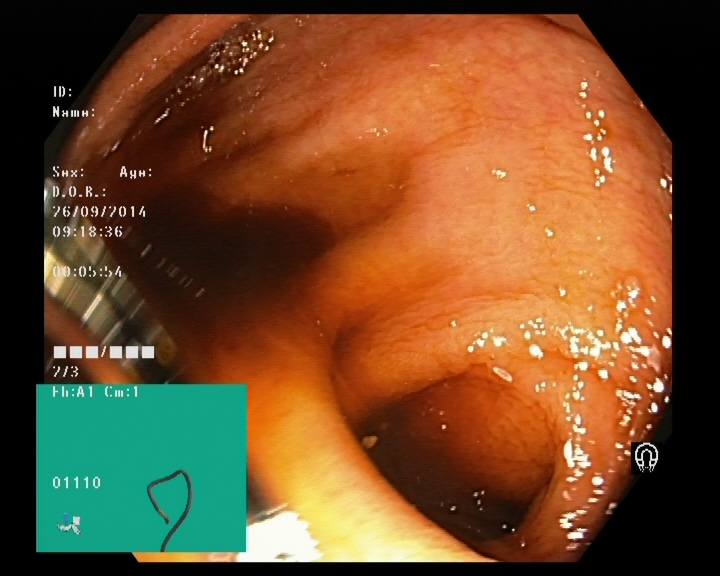 ID:
Name:
Sex: Age:
D.O.B.:
26/09/2014
09:18:36
00:05:54
■■■/■■■
2/3
Eh:A1 Cm:1
01110